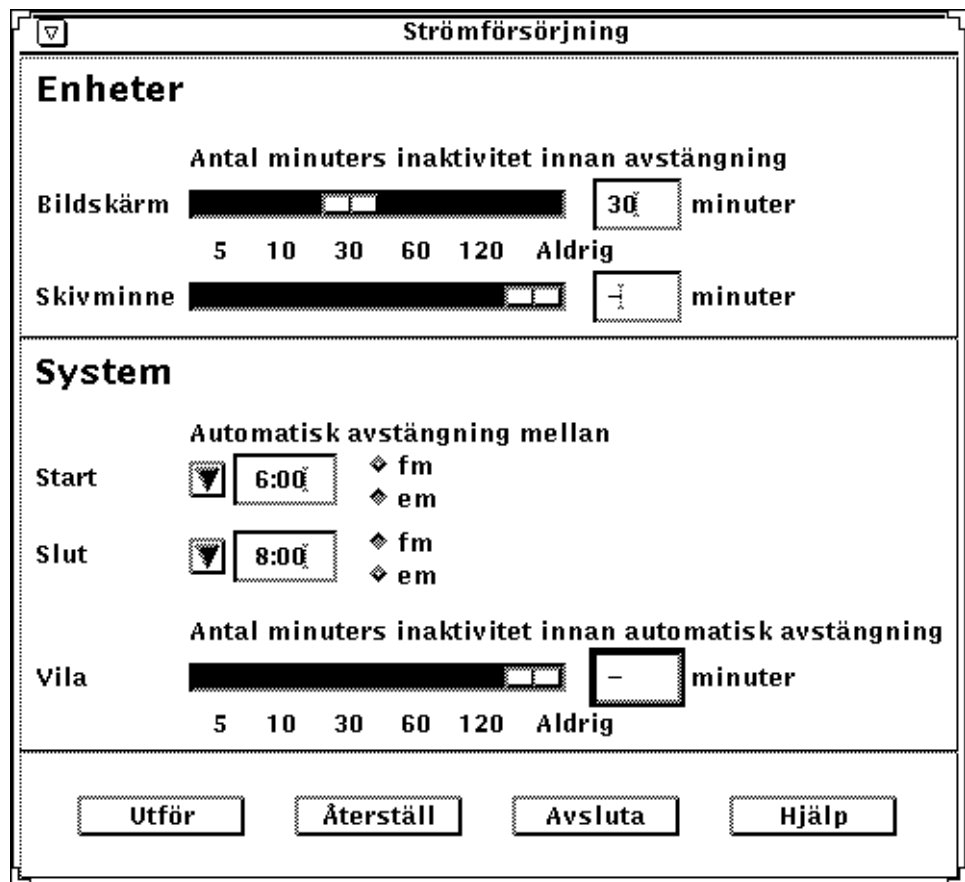 Strömförsörjning
Enheter
Antal minuters inaktivitet innan avstängning
Bildskärm 30 minuter
5 10 30 60 120 Aldrig
Skivminne – minuter
System
Automatisk avstängning mellan
Start 6:00 fm
em
Slut 8:00 fm
em
Antal minuters inaktivitet innan automatisk avstängning
Vila – minuter
5 10 30 60 120 Aldrig
Utför Återställ Avsluta Hjälp